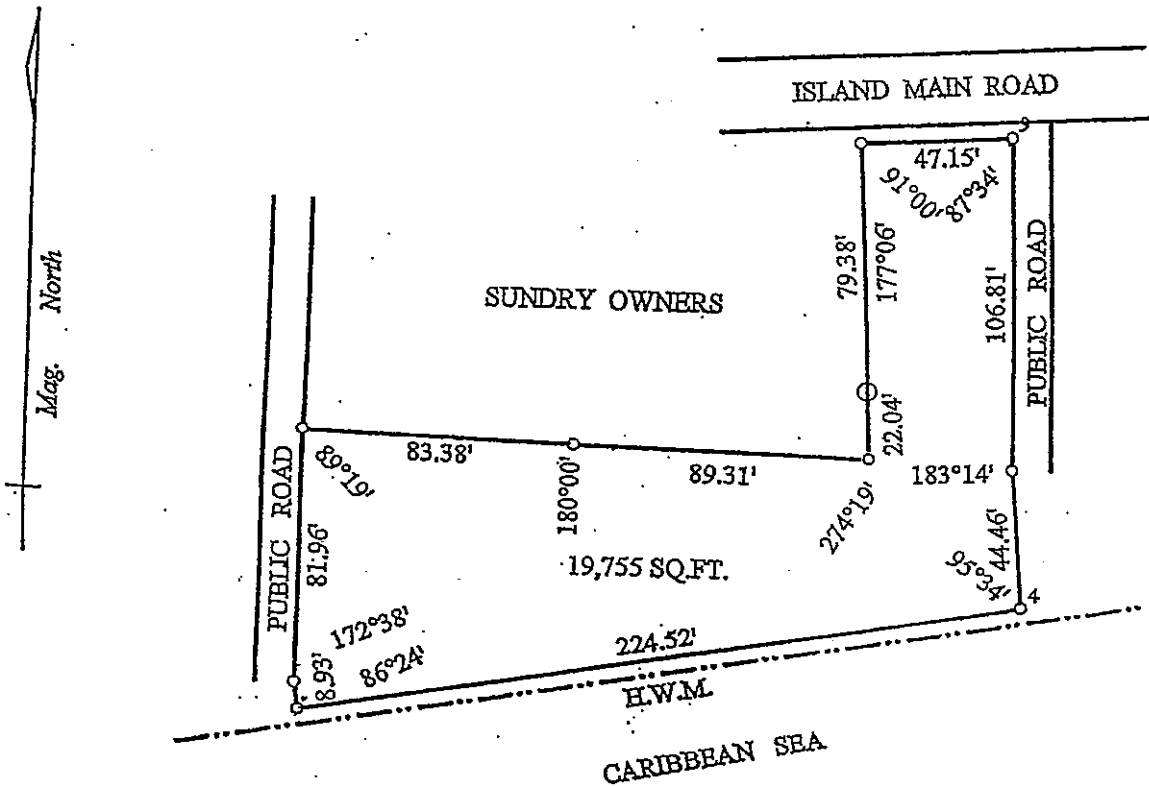 ISLAND MAIN ROAD
3
47.15'
91°00'
87°34'
Mag. North
79.38'
177°06'
106.81'
PUBLIC ROAD
SUNDRY OWNERS
22.04'
83.38'
89°19'
180°00'
89.31'
274°19'
183°14'
44.46'
95°34'
4
PUBLIC ROAD
81.96'
19,755 SQ.FT.
172°38'
8.93'
86°24'
224.52'
H.W.M.
CARIBBEAN SEA